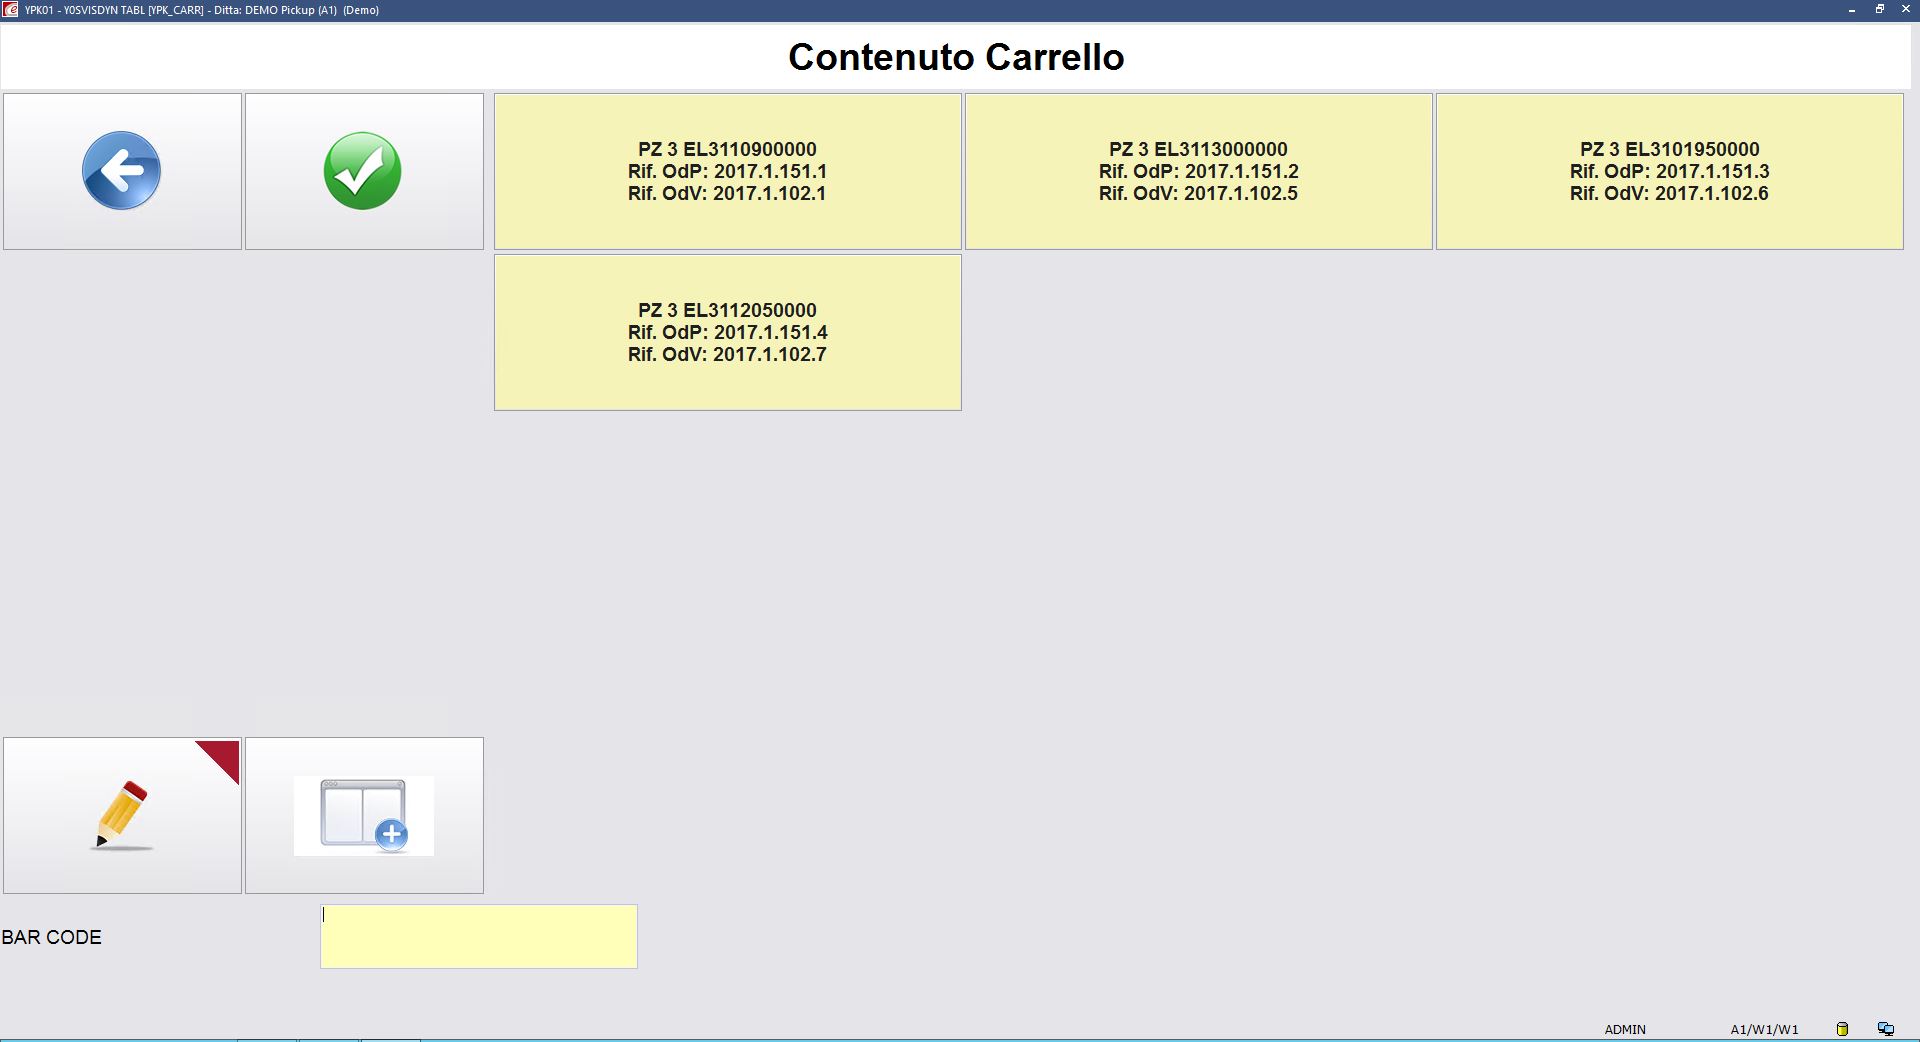 YPK01 - Y0SVISDYN TABL [YPK_CARR] - Ditta: DEMO Pickup (A1)  (Demo)
Contenuto Carrello
PZ 3 EL3110900000
Rif. OdP: 2017.1.151.1
Rif. OdV: 2017.1.102.1
PZ 3 EL3113000000
Rif. OdP: 2017.1.151.2
Rif. OdV: 2017.1.102.5
PZ 3 EL3101950000
Rif. OdP: 2017.1.151.3
Rif. OdV: 2017.1.102.6
PZ 3 EL3112050000
Rif. OdP: 2017.1.151.4
Rif. OdV: 2017.1.102.7
BAR CODE
ADMIN
A1/W1/W1